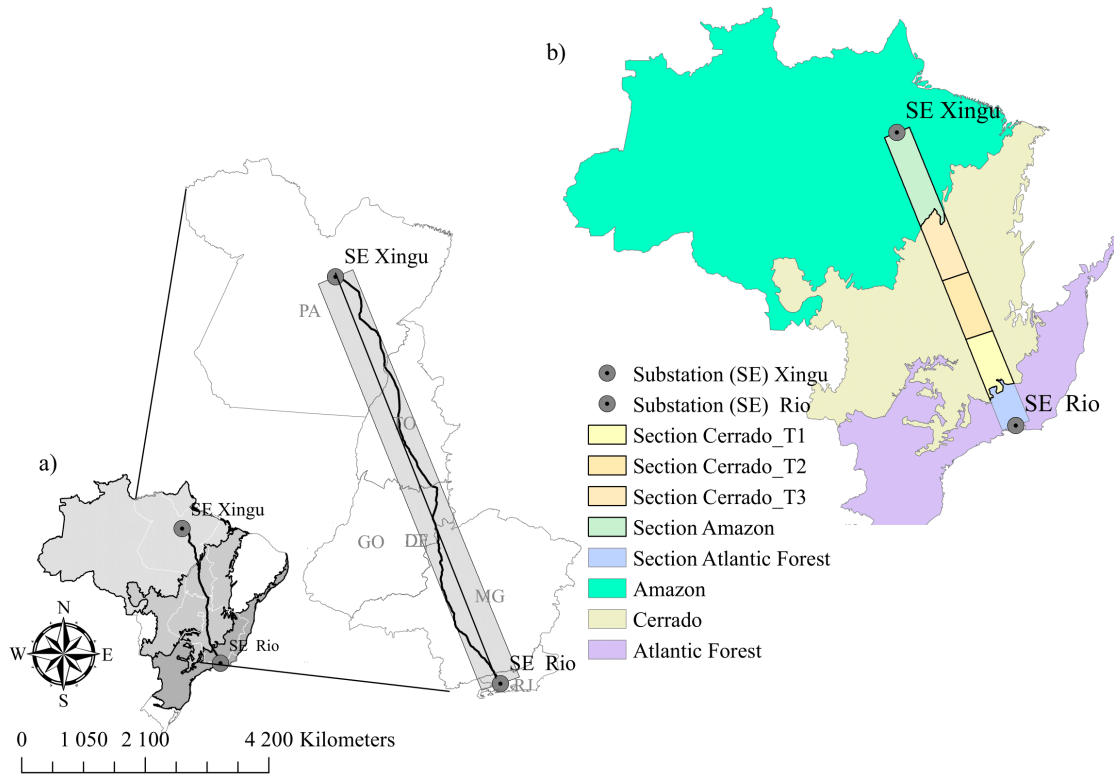 b)
SE Xingu
SE Rio
SE Xingu
PA
TO
GO
DF
MG
SE Rio
RJ
Substation (SE) Xingu
Substation (SE) Rio
Section Cerrado_T1
Section Cerrado_T2
Section Cerrado_T3
Section Amazon
Section Atlantic Forest
Amazon
Cerrado
Atlantic Forest
a)
SE Xingu
SE Rio
N
W E
S
0 1 050 2 100 4 200 Kilometers